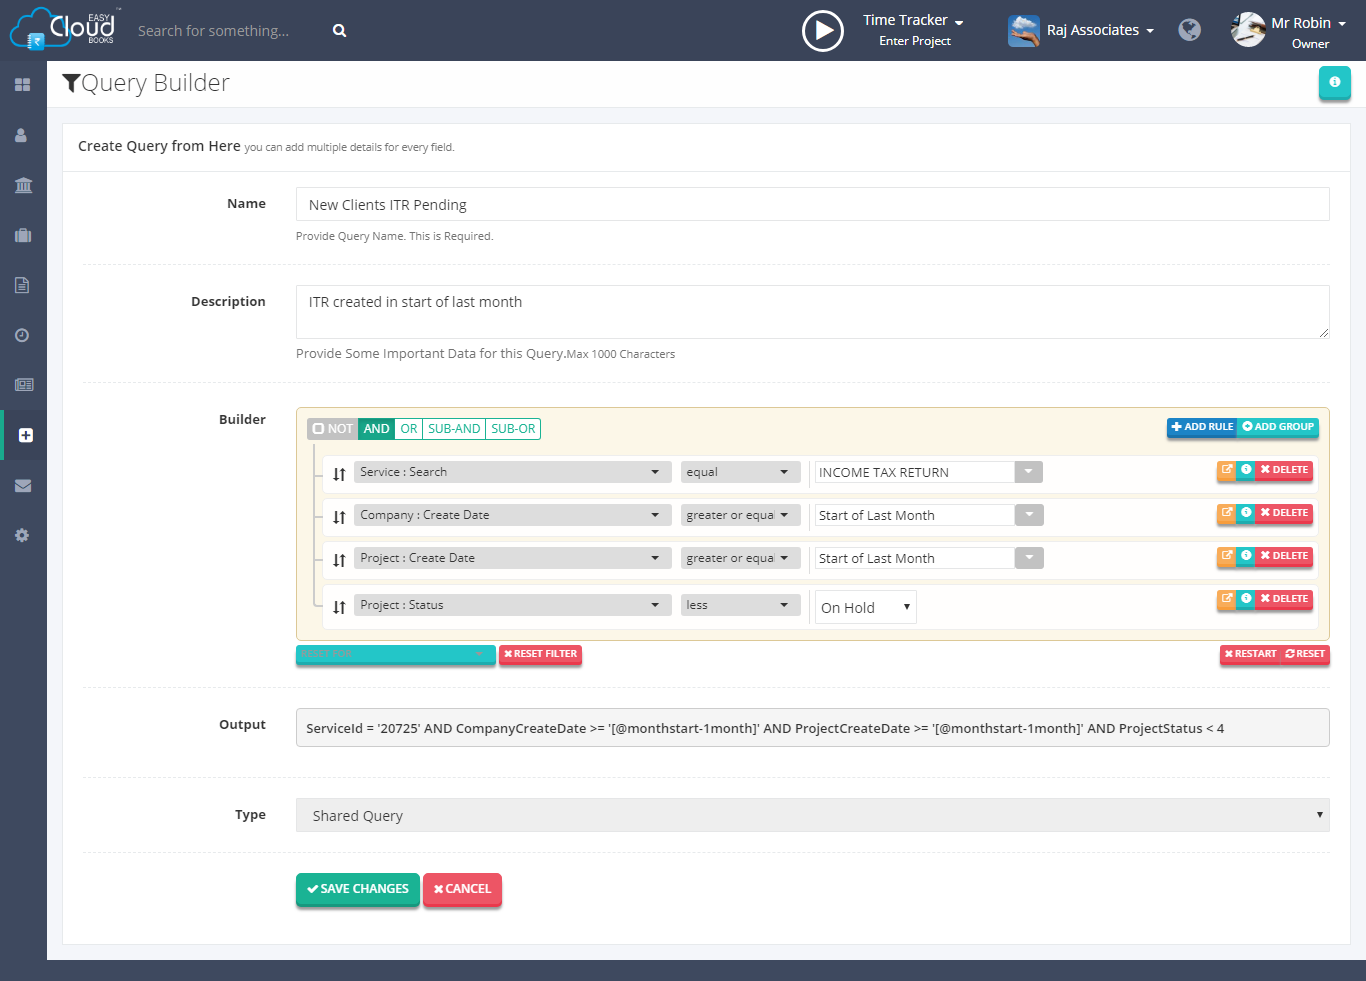 EASY
Cloud
BOOKS
Search for something...
Time Tracker
Enter Project
Raj Associates
Mr Robin
Owner
Query Builder
Create Query from Here you can add multiple details for every field.
Name
New Clients ITR Pending
Provide Query Name. This is Required.
Description
ITR created in start of last month
Provide Some Important Data for this Query.Max 1000 Characters
Builder
NOT AND OR SUB-AND SUB-OR
ADD RULE ADD GROUP
Service : Search equal INCOME TAX RETURN DELETE
Company : Create Date greater or equal Start of Last Month DELETE
Project : Create Date greater or equal Start of Last Month DELETE
Project : Status less On Hold DELETE
RESET FILTER RESTART RESET
Output
ServiceId = '20725' AND CompanyCreateDate >= '[@monthstart-1month]' AND ProjectCreateDate >= '[@monthstart-1month]' AND ProjectStatus < 4
Type
Shared Query
SAVE CHANGES CANCEL